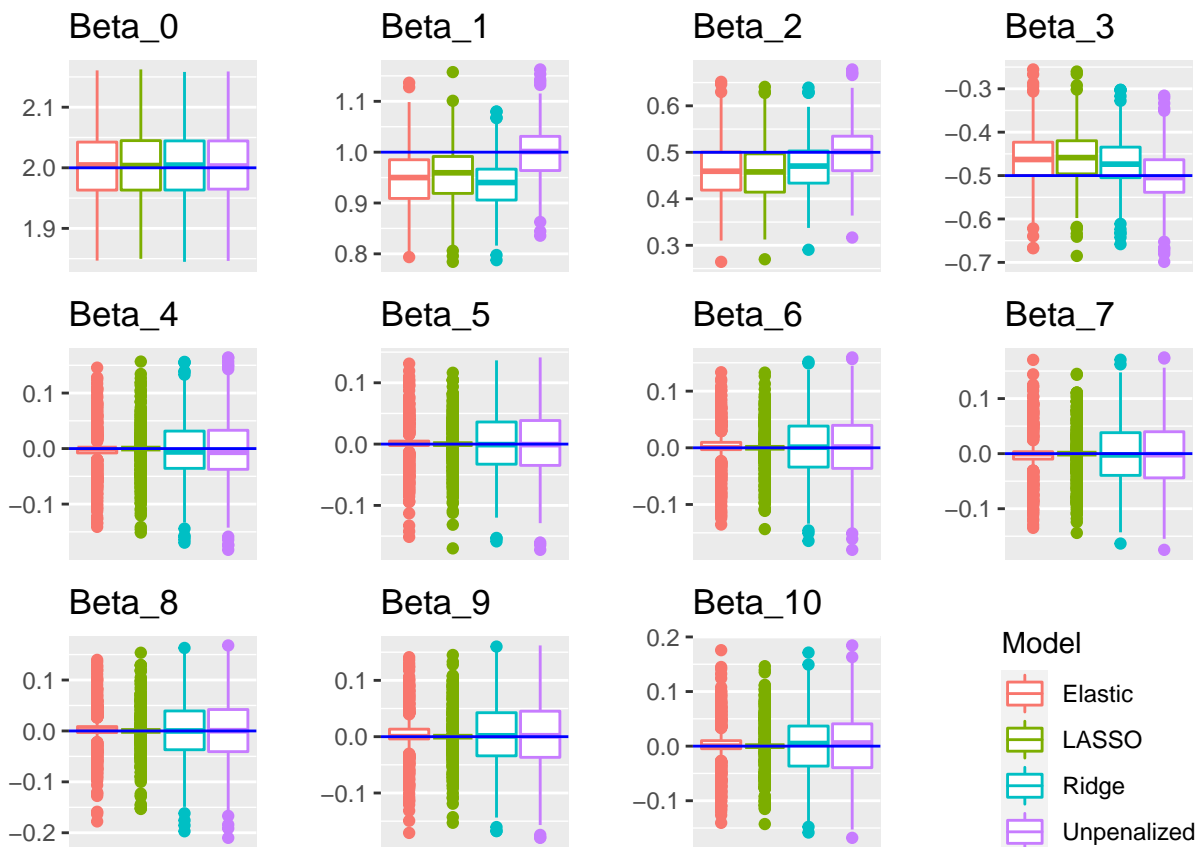 Beta_0
Beta_1
Beta_2
Beta_3
2.1
2.0
1.9
1.1
1.0
0.9
0.8
0.6
0.5
0.4
0.3
−0.3
−0.4
−0.5
−0.6
−0.7
Beta_4
Beta_5
Beta_6
Beta_7
0.1
0.0
−0.1
0.1
0.0
−0.1
0.1
0.0
−0.1
0.1
0.0
−0.1
Beta_8
Beta_9
Beta_10
0.1
0.0
−0.1
−0.2
0.1
0.0
−0.1
0.2
0.1
0.0
−0.1
Model
Elastic
LASSO
Ridge
Unpenalized